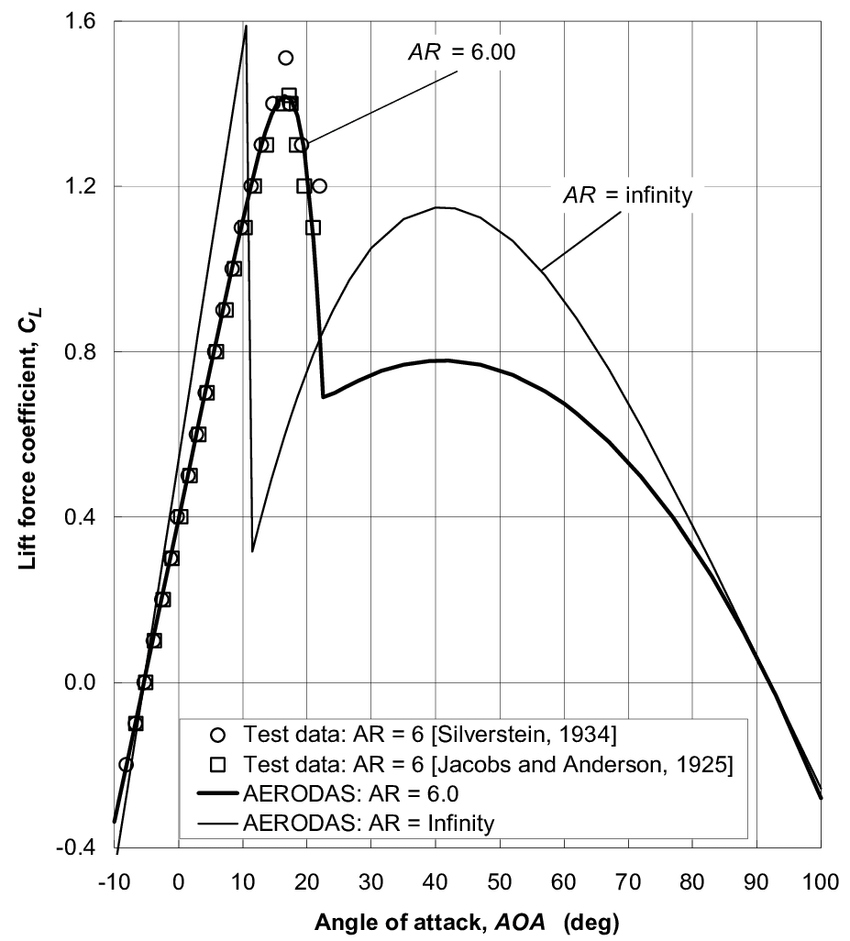 1.6
AR = 6.00
1.2
AR = infinity
0.8
Lift force coefficient, CL
0.4
0.0
Test data: AR = 6 [Silverstein, 1934]
Test data: AR = 6 [Jacobs and Anderson, 1925]
AERODAS: AR = 6.0
AERODAS: AR = Infinity
-0.4
-10 0 10 20 30 40 50 60 70 80 90 100
Angle of attack, AOA (deg)